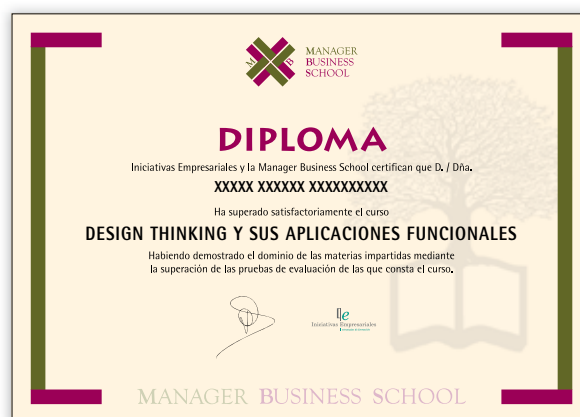 M B
MANAGER
BUSINESS
SCHOOL
DIPLOMA
Iniciativas Empresariales y la Manager Business School certifican que D. / Dña.
XXXXX XXXXXX XXXXXXXXXX
Ha superado satisfactoriamente el curso
DESIGN THINKING Y SUS APLICACIONES FUNCIONALES
Habiendo demostrado el dominio de las materias impartidas mediante
la superación de las pruebas de evaluación de las que consta el curso.
Ie
Iniciativas Empresariales
MANAGER BUSINESS SCHOOL